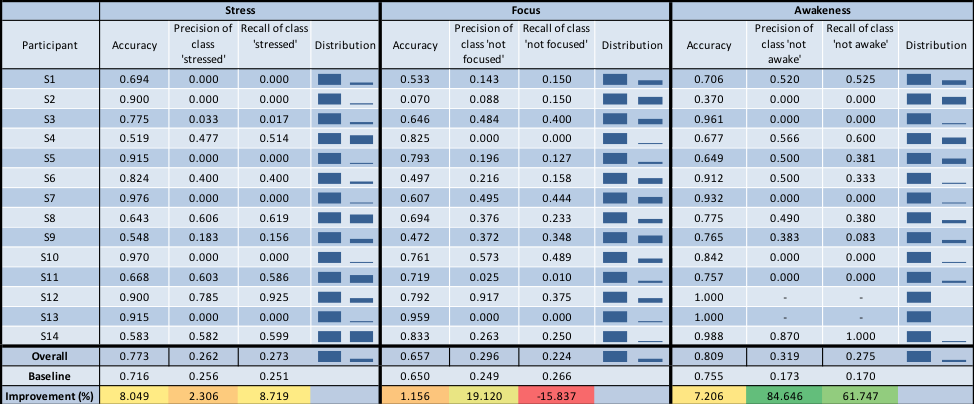 Stress Focus Awakeness
Participant Accuracy Precision of class 'stressed' Recall of class 'stressed' Distribution Accuracy Precision of class 'not focused' Recall of class 'not focused' Distribution Accuracy Precision of class 'not awake' Recall of class 'not awake' Distribution
S1 0.694 0.000 0.000 0.533 0.143 0.150 0.706 0.520 0.525
S2 0.900 0.000 0.000 0.070 0.088 0.150 0.370 0.000 0.000
S3 0.775 0.033 0.017 0.646 0.484 0.400 0.961 0.000 0.000
S4 0.519 0.477 0.514 0.825 0.000 0.000 0.677 0.566 0.600
S5 0.915 0.000 0.000 0.793 0.196 0.127 0.649 0.500 0.381
S6 0.824 0.400 0.400 0.497 0.216 0.158 0.912 0.500 0.333
S7 0.976 0.000 0.000 0.607 0.495 0.444 0.932 0.000 0.000
S8 0.643 0.606 0.619 0.694 0.376 0.233 0.775 0.490 0.380
S9 0.548 0.183 0.156 0.472 0.372 0.348 0.765 0.383 0.083
S10 0.970 0.000 0.000 0.761 0.573 0.489 0.842 0.000 0.000
S11 0.668 0.603 0.586 0.719 0.025 0.010 0.757 0.000 0.000
S12 0.900 0.785 0.925 0.792 0.917 0.375 1.000 - -
S13 0.915 0.000 0.000 0.959 0.000 0.000 1.000 - -
S14 0.583 0.582 0.599 0.833 0.263 0.250 0.988 0.870 1.000
Overall 0.773 0.262 0.273 0.657 0.296 0.224 0.809 0.319 0.275
Baseline 0.716 0.256 0.251 0.650 0.249 0.266 0.755 0.173 0.170
Improvement (%) 8.049 2.306 8.719 1.156 19.120 -15.837 7.206 84.646 61.747